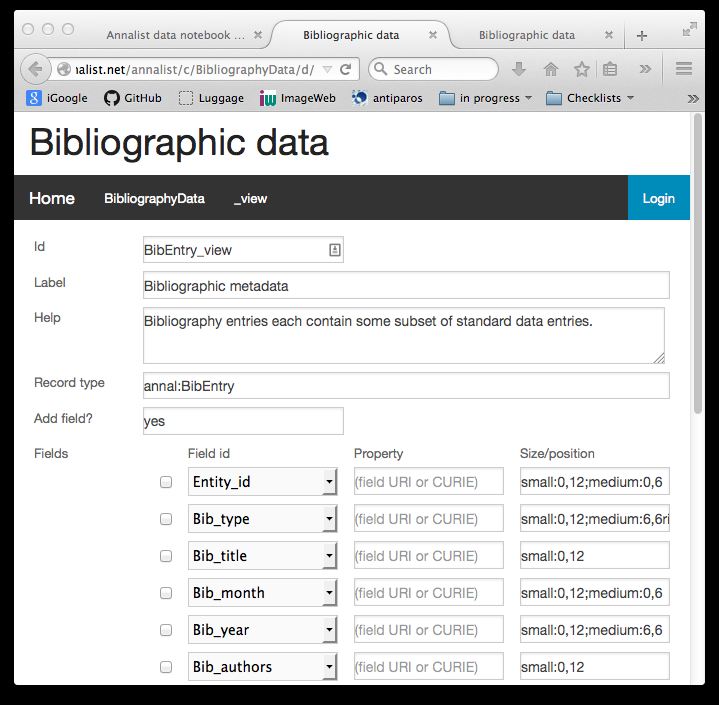 Annalist data notebook ...
Bibliographic data
Bibliographic data
nalist.net/annalist/c/BibliographyData/d/
Search
iGoogle
GitHub
Luggage
ImageWeb
antiparos
in progress
Checklists
Bibliographic data
Home BibliographyData _view Login
Id BibEntry_view
Label Bibliographic metadata
Help Bibliography entries each contain some subset of standard data entries.
Record type annal:BibEntry
Add field? yes
Fields Field id Property Size/position
Entity_id (field URI or CURIE) small:0,12;medium:0,6
Bib_type (field URI or CURIE) small:0,12;medium:6,6ri
Bib_title (field URI or CURIE) small:0,12
Bib_month (field URI or CURIE) small:0,12;medium:0,6
Bib_year (field URI or CURIE) small:0,12;medium:6,6
Bib_authors (field URI or CURIE) small:0,12